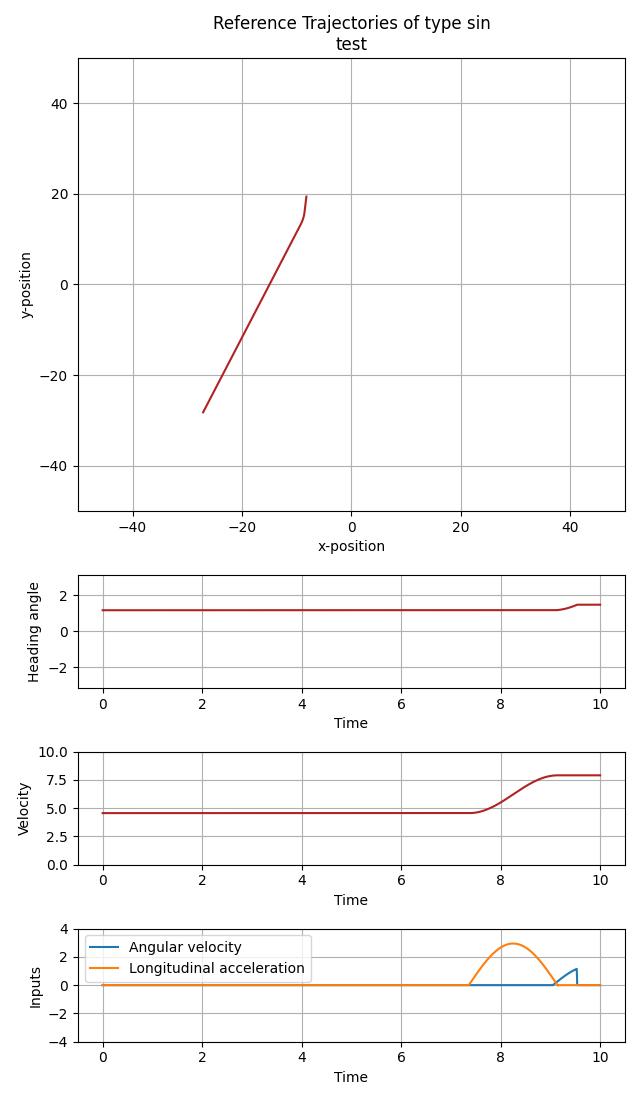 Reference Trajectories of type sin
test
40
20
0
−20
−40
y-position
−40 −20 0 20 40
x-position
2
0
−2
Heading angle
0 2 4 6 8 10
Time
10.0
7.5
5.0
2.5
0.0
Velocity
0 2 4 6 8 10
Time
4
2
0
−2
−4
Inputs
Angular velocity
Longitudinal acceleration
0 2 4 6 8 10
Time